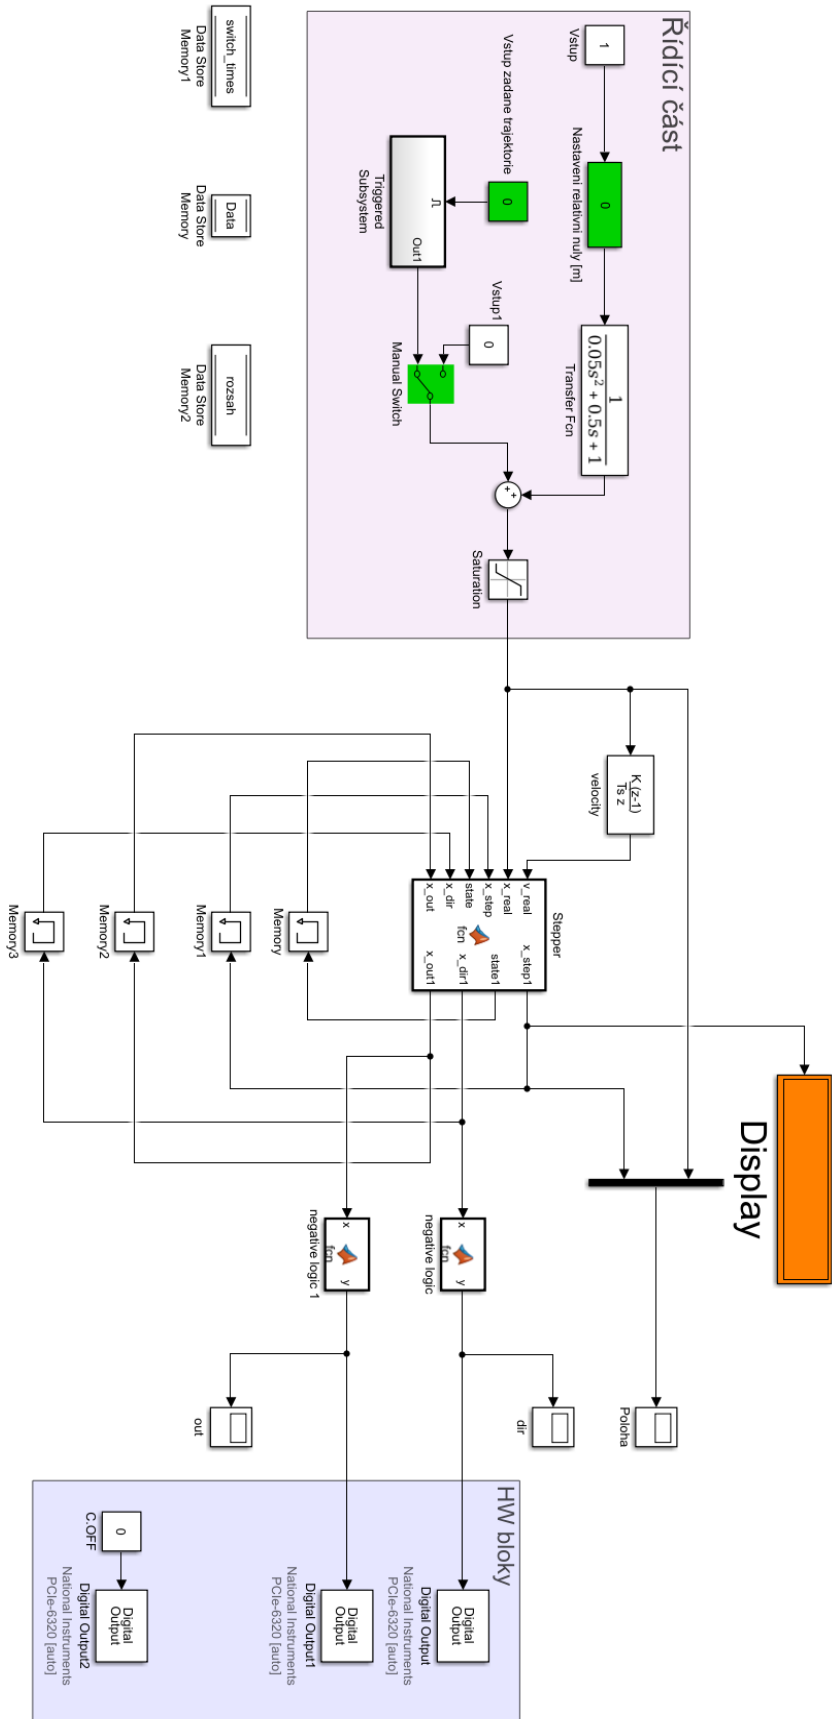 Řídící část
1
Vstup
0
Nastaveni relativni nuly [m]
1
0.05s² + 0.5s + 1
Transfer Fcn
Vstup zadane trajektorie
0
Out1
Triggered
Subsystem
Vstup1
0
Manual Switch
++
Saturation
switch_times
Data Store
Memory1
Data
Data Store
Memory
rozsah
Data Store
Memory2
K (z-1)
Ts z
velocity
Stepper
v_real
x_real
x_step
state
x_dir
x_out
fcn
x_step1
state1
x_dir1
x_out1
Memory
Memory1
Memory2
Memory3
Display
x
fcn
y
negative logic
x
fcn
y
negative logic 1
Poloha
dir
out
HW bloky
Digital
Output
Digital Output
National Instruments
PCIe-6320 [auto]
Digital
Output
Digital Output1
National Instruments
PCIe-6320 [auto]
0
C.OFF
Digital
Output
Digital Output2
National Instruments
PCIe-6320 [auto]